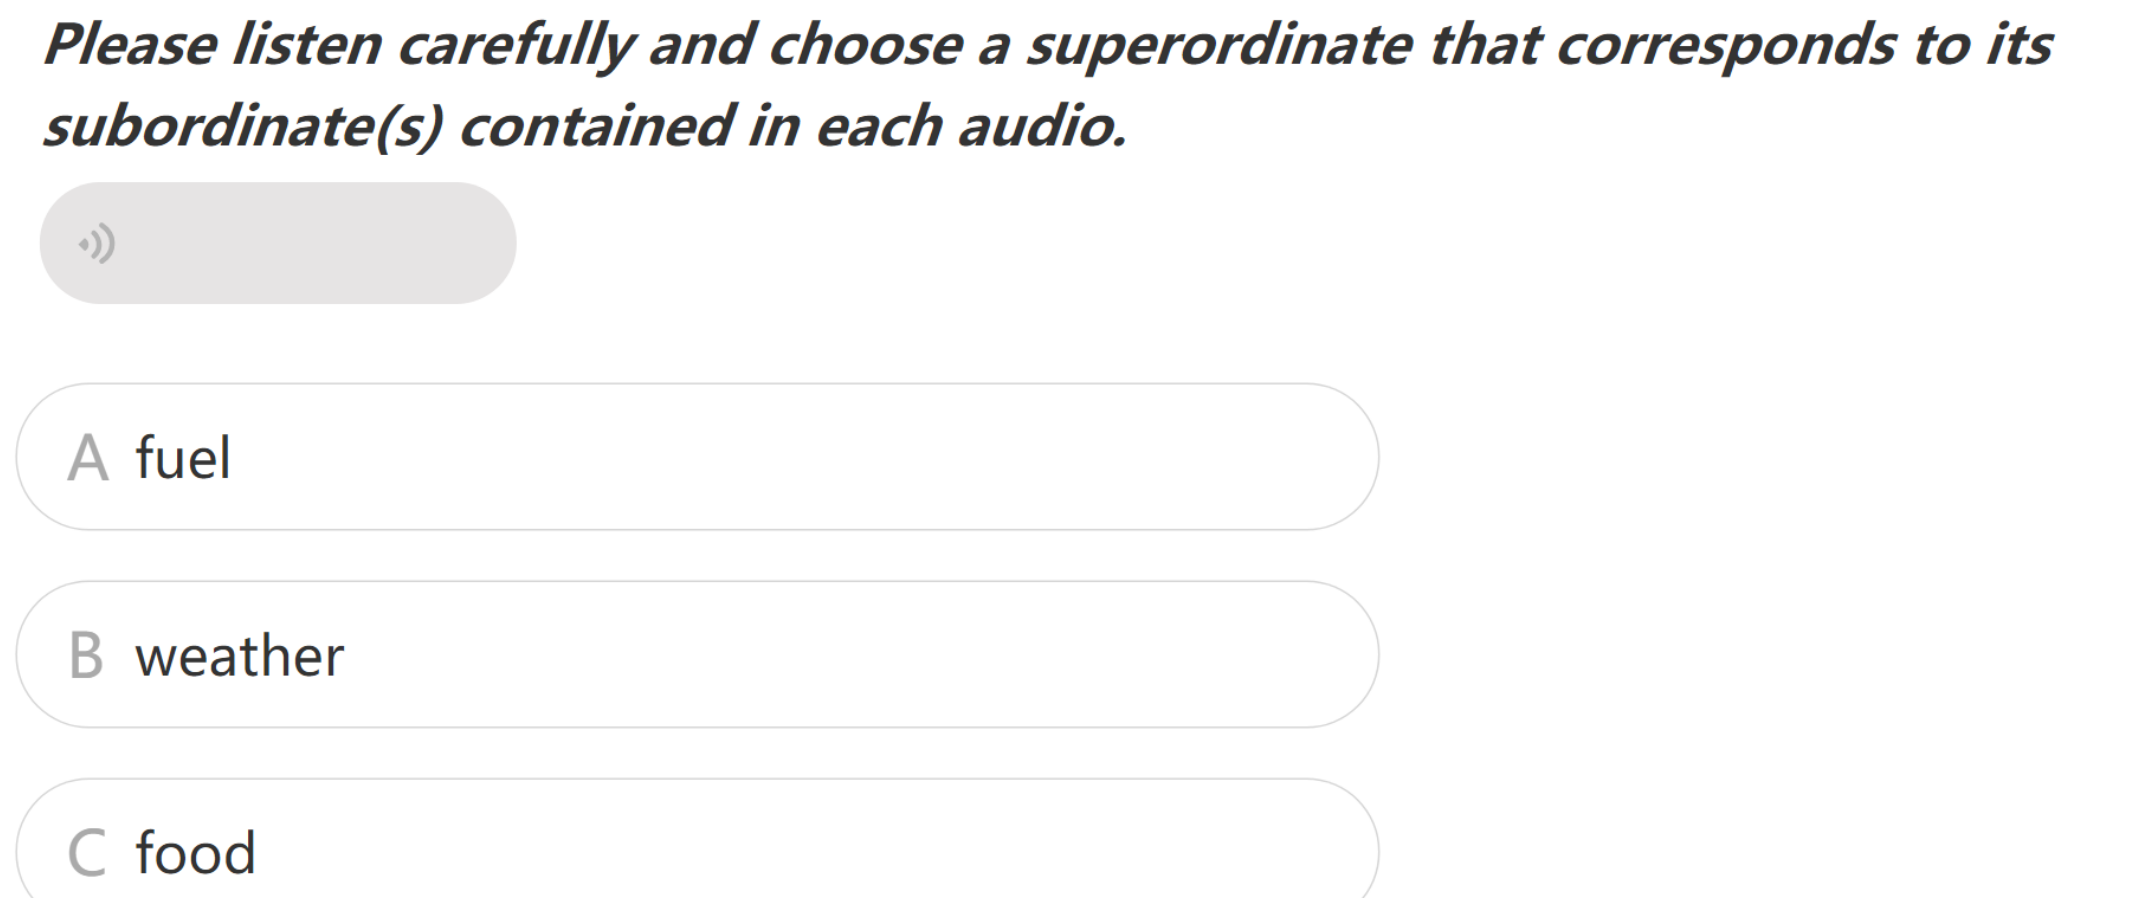 Please listen carefully and choose a superordinate that corresponds to its
subordinate(s) contained in each audio.
A fuel
B weather
C food